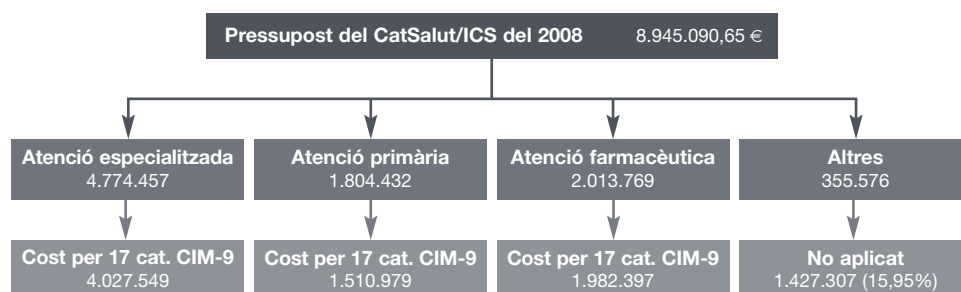 Pressupost del CatSalut/ICS del 2008 8.945.090,65 €
Atenció especialitzada
4.774.457
Atenció primària
1.804.432
Atenció farmacèutica
2.013.769
Altres
355.576
Cost per 17 cat. CIM-9
4.027.549
Cost per 17 cat. CIM-9
1.510.979
Cost per 17 cat. CIM-9
1.982.397
No aplicat
1.427.307 (15,95%)